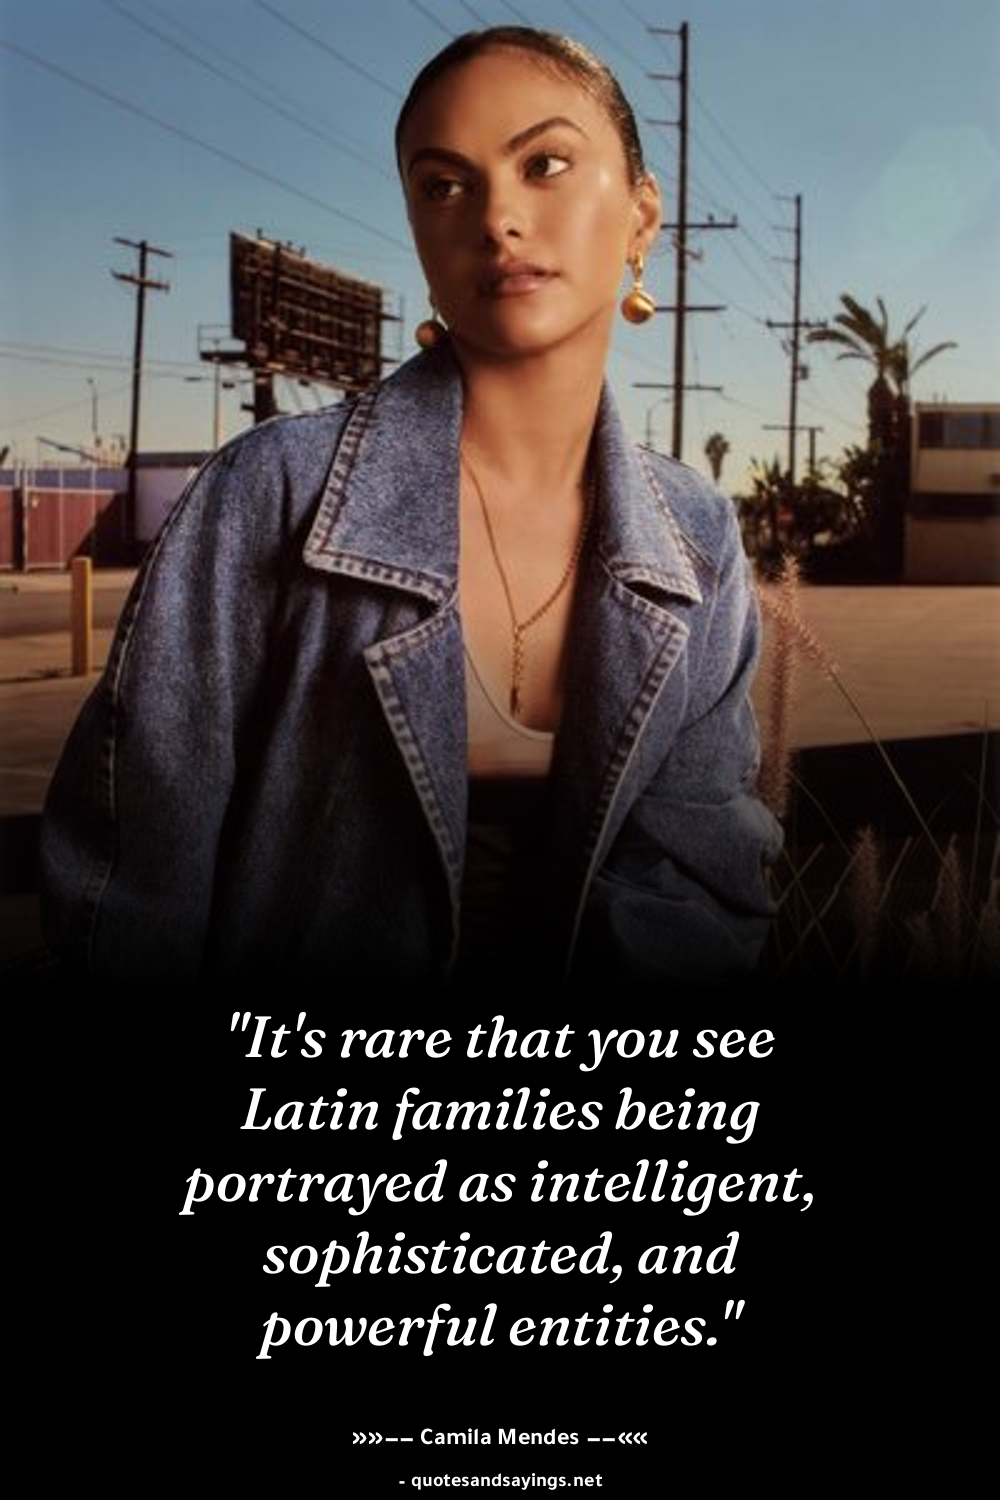 "It's rare that you see
Latin families being
portrayed as intelligent,
sophisticated, and
powerful entities."
»»−− Camila Mendes −−««
- quotesandsayings.net